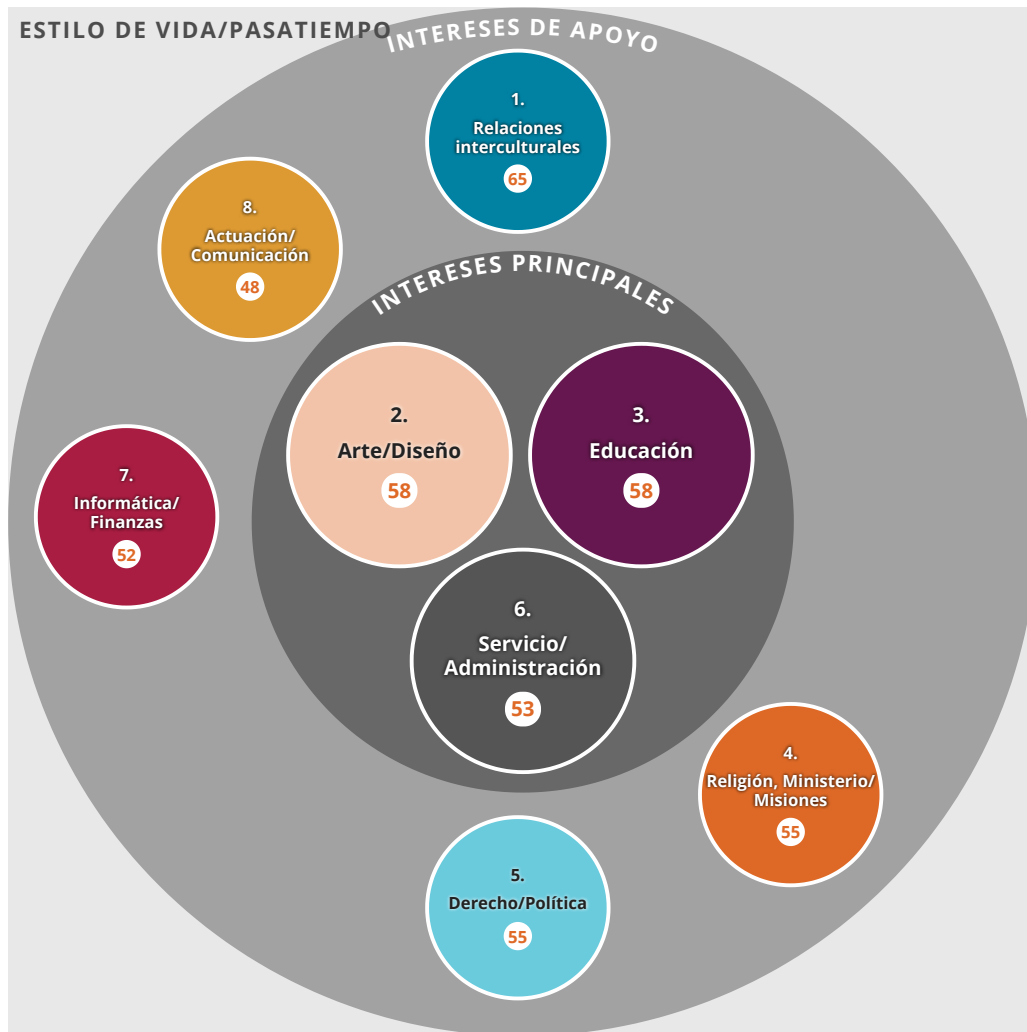 ESTILO DE VIDA/PASATIEMPO
INTERESES DE APOYO
1.
Relaciones
interculturales
65
8.
Actuación/
Comunicación
48
INTERESES PRINCIPALES
2.
Arte/Diseño
58
3.
Educación
58
7.
Informática/
Finanzas
52
6.
Servicio/
Administración
53
4.
Religión, Ministerio/
Misiones
55
5.
Derecho/Política
55